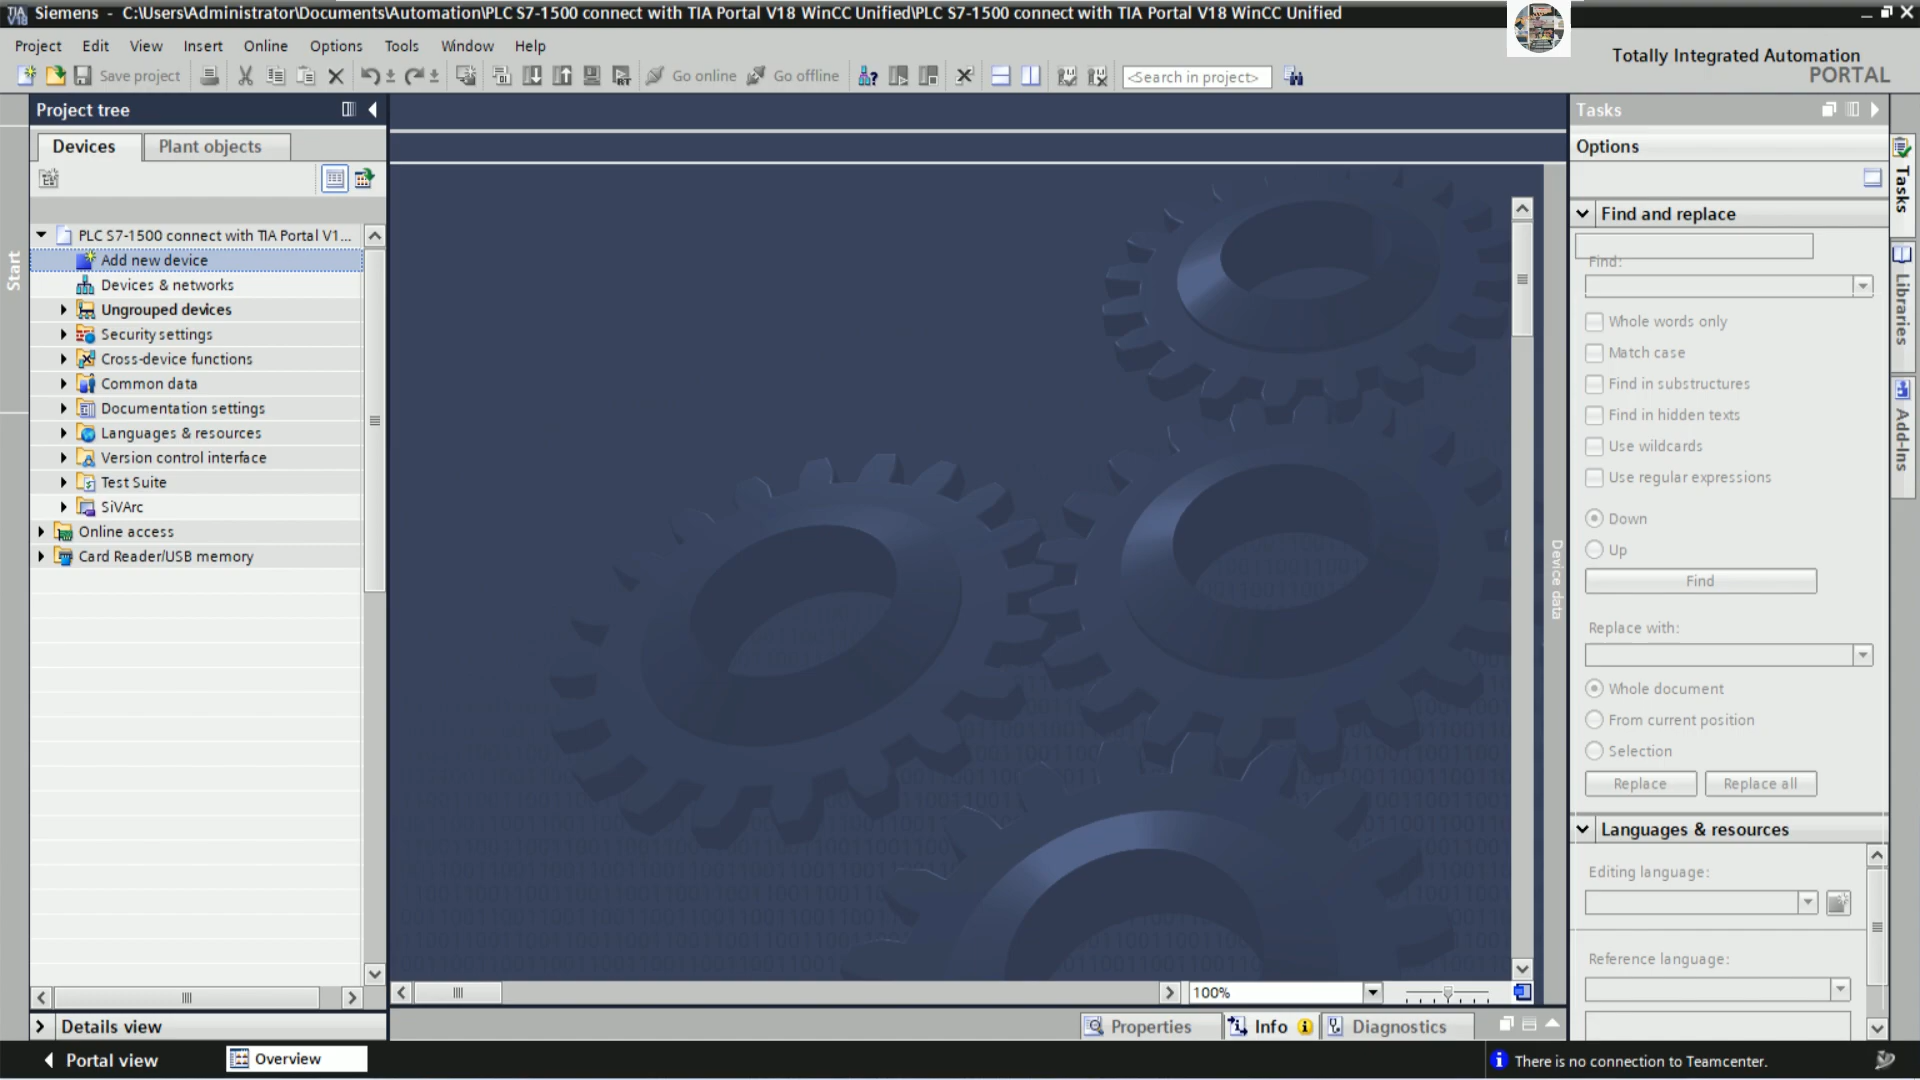 Siemens - C:\Users\Administrator\Documents\Automation\PLC S7-1500 connect with TIA Portal V18 WinCC Unified\PLC S7-1500 connect with TIA Portal V18 WinCC Unified
Project Edit View Insert Online Options Tools Window Help
Totally Integrated Automation
PORTAL
Save project Go online Go offline <Search in project>
Project tree
Devices Plant objects
Start
PLC S7-1500 connect with TIA Portal V1...
Add new device
Devices & networks
Ungrouped devices
Security settings
Cross-device functions
Common data
Documentation settings
Languages & resources
Version control interface
Test Suite
SiVArc
Online access
Card Reader/USB memory
Details view
Device data
100%
Properties Info Diagnostics
Tasks
Options
Find and replace
Find:
Whole words only
Match case
Find in substructures
Find in hidden texts
Use wildcards
Use regular expressions
Down
Up
Find
Replace with:
Whole document
From current position
Selection
Replace Replace all
Languages & resources
Editing language:
Reference language:
Tasks
Libraries
Add-Ins
Portal view Overview
There is no connection to Teamcenter.